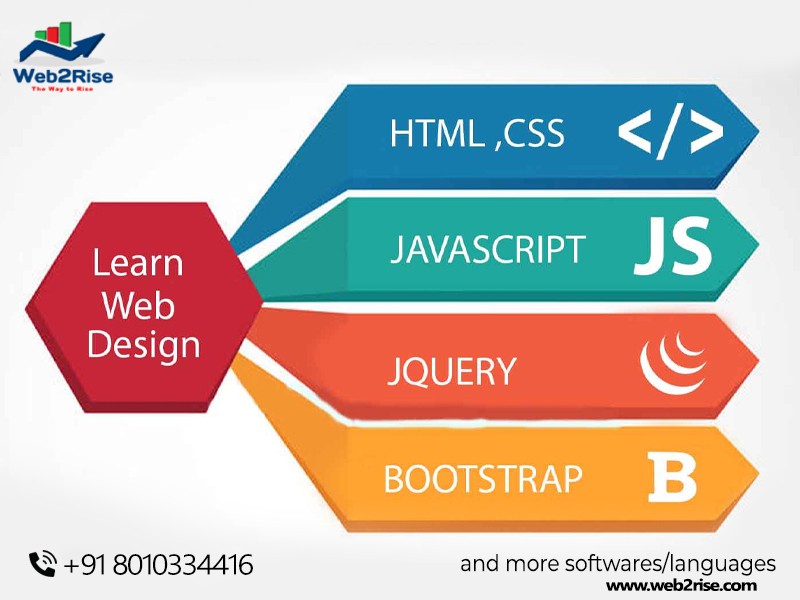 Web2Rise
The Way to Rise
HTML ,CSS
</>
JAVASCRIPT
JS
Learn
Web
Design
JQUERY
BOOTSTRAP
B
+91 8010334416
and more softwares/languages
www.web2rise.com